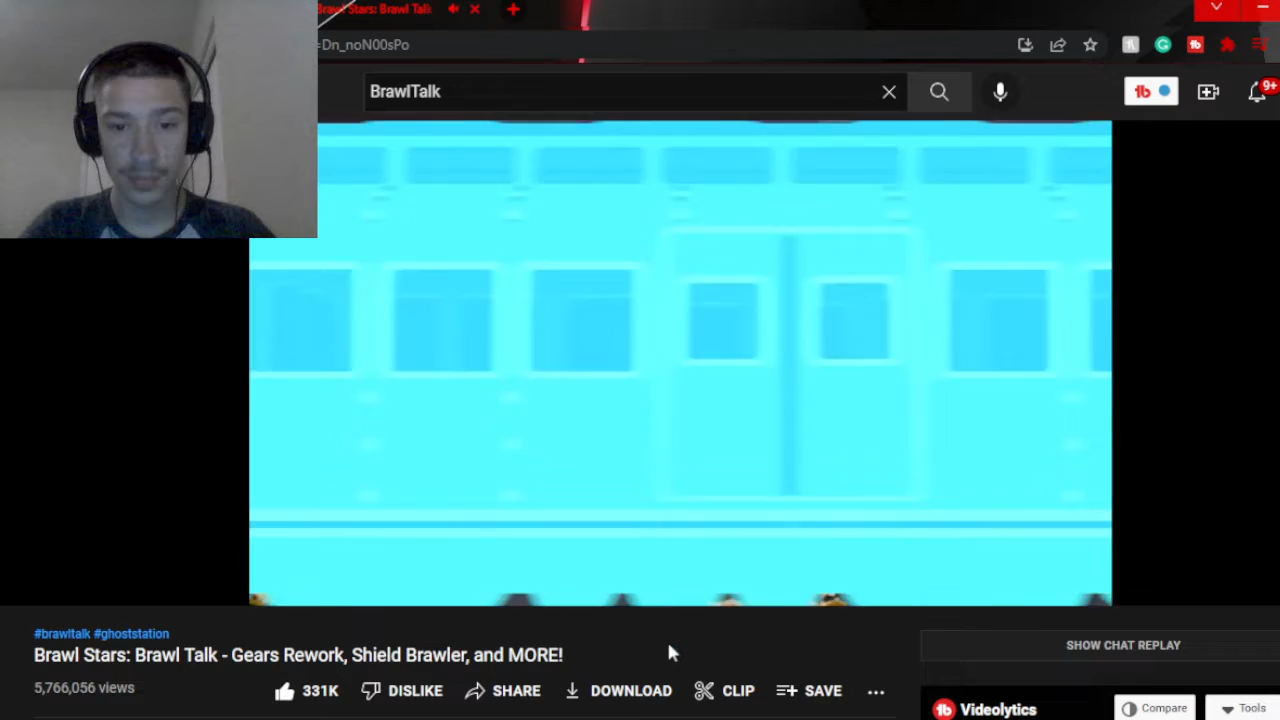 Brawl Stars: Brawl Talk
=Dn_noN00sPo
BrawlTalk
9+
#brawltalk #ghoststation
Brawl Stars: Brawl Talk - Gears Rework, Shield Brawler, and MORE!
5,766,056 views
331K DISLIKE SHARE DOWNLOAD CLIP SAVE
SHOW CHAT REPLAY
Videolytics
Compare
Tools